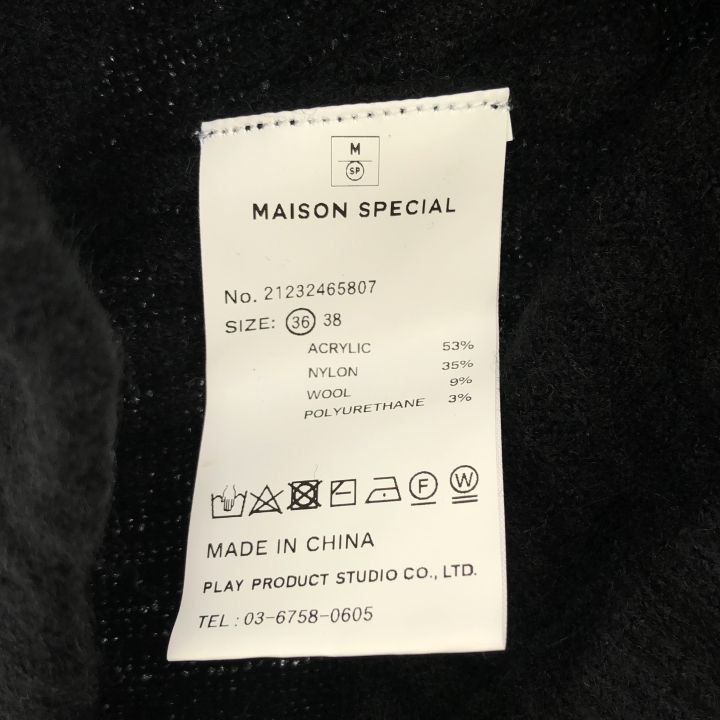 M
SP
MAISON SPECIAL
No. 21232465807
SIZE: 36 38
ACRYLIC 53%
NYLON 35%
WOOL 9%
POLYURETHANE 3%
F W
MADE IN CHINA
PLAY PRODUCT STUDIO CO., LTD.
TEL : 03-6758-0605